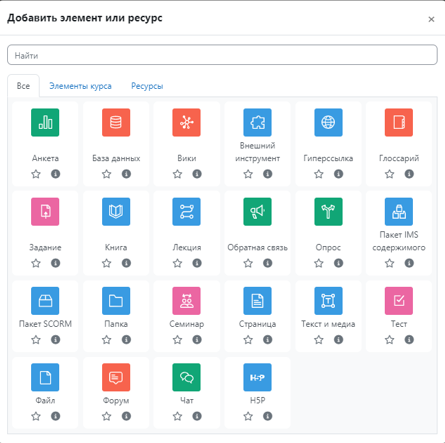 Добавить элемент или ресурс
×
Найти
Все Элементы курса Ресурсы
Анкета База данных Вики Внешний инструмент Гиперссылка Глоссарий
Задание Книга Лекция Обратная связь Опрос Пакет IMS содержимого
Пакет SCORM Папка Семинар Страница Текст и медиа Тест
Файл Форум Чат H5P
H-P